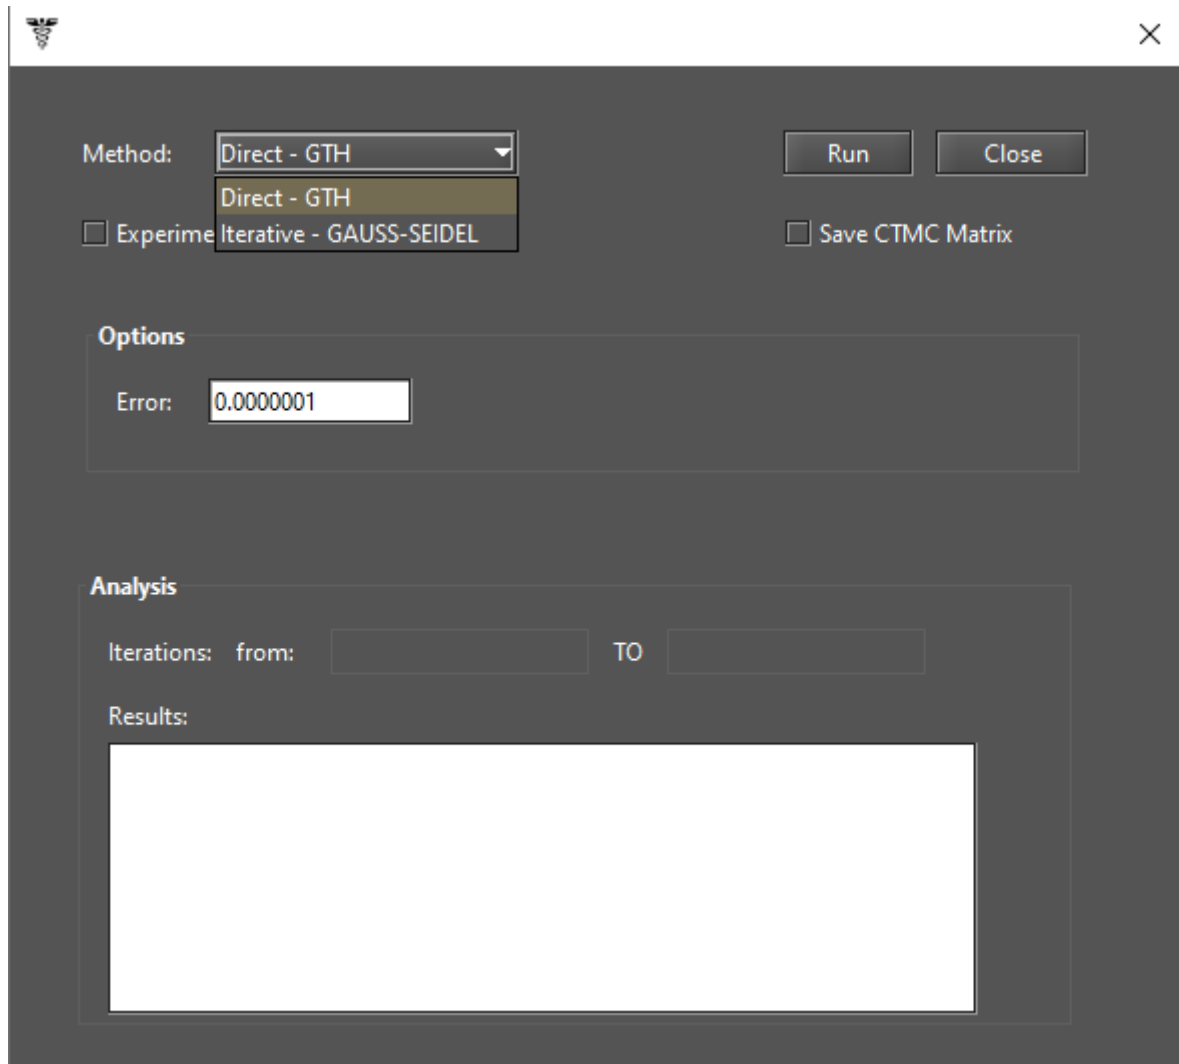 Method: Direct - GTH Run Close
Direct - GTH
Experime Iterative - GAUSS-SEIDEL Save CTMC Matrix
Options
Error: 0.0000001
Analysis
Iterations: from: TO
Results: